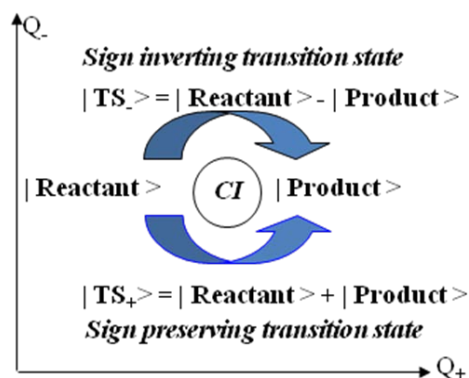 Q-
Sign inverting transition state
| TS-> = | Reactant > - | Product >
| Reactant > CI | Product >
| TS+> = | Reactant > + | Product >
Sign preserving transition state
Q+